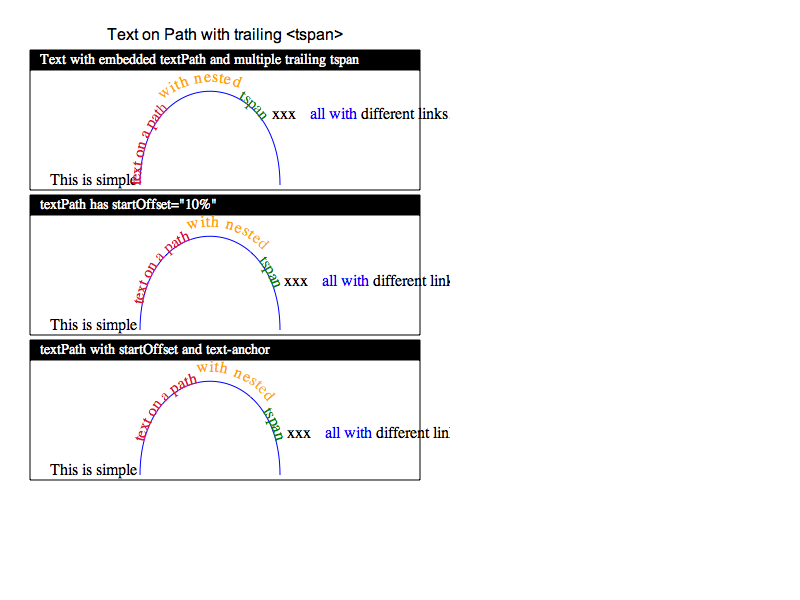 Text on Path with trailing <tspan>
Text with embedded textPath and multiple trailing tspan
This is simple text on a path with nested tspan xxx all with different links
textPath has startOffset="10%"
This is simple text on a path with nested tspan xxx all with different link
textPath with startOffset and text-anchor
This is simple text on a path with nested tspan xxx all with different lin